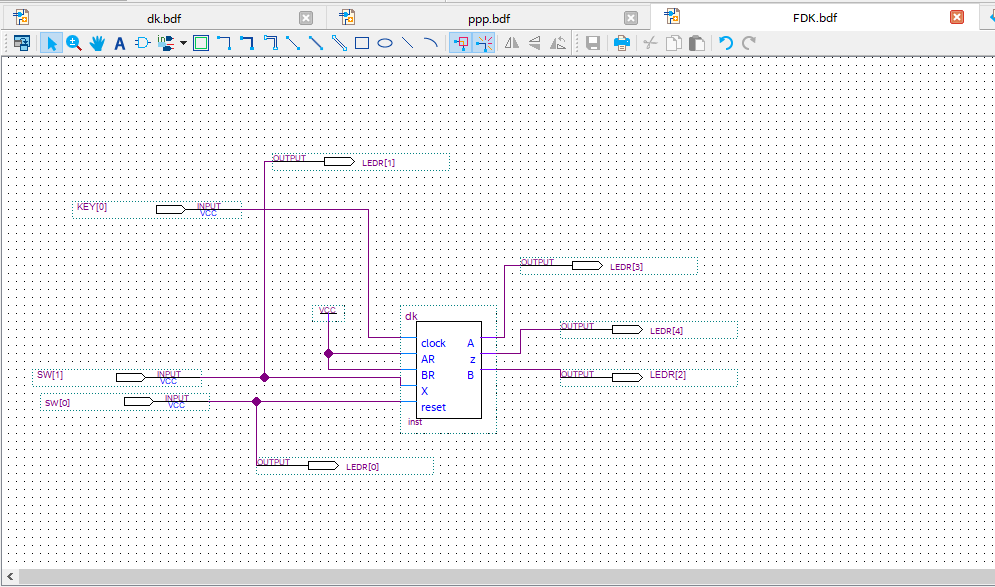 dk.bdf
ppp.bdf
FDK.bdf
A
OUTPUT
LEDR[1]
KEY[0]
INPUT
VCC
OUTPUT
LEDR[3]
VCC
dk
OUTPUT
LEDR[4]
clock
A
AR
z
BR
B
X
reset
inst
OUTPUT
LEDR[2]
SW[1]
INPUT
VCC
SW[0]
INPUT
VCC
OUTPUT
LEDR[0]